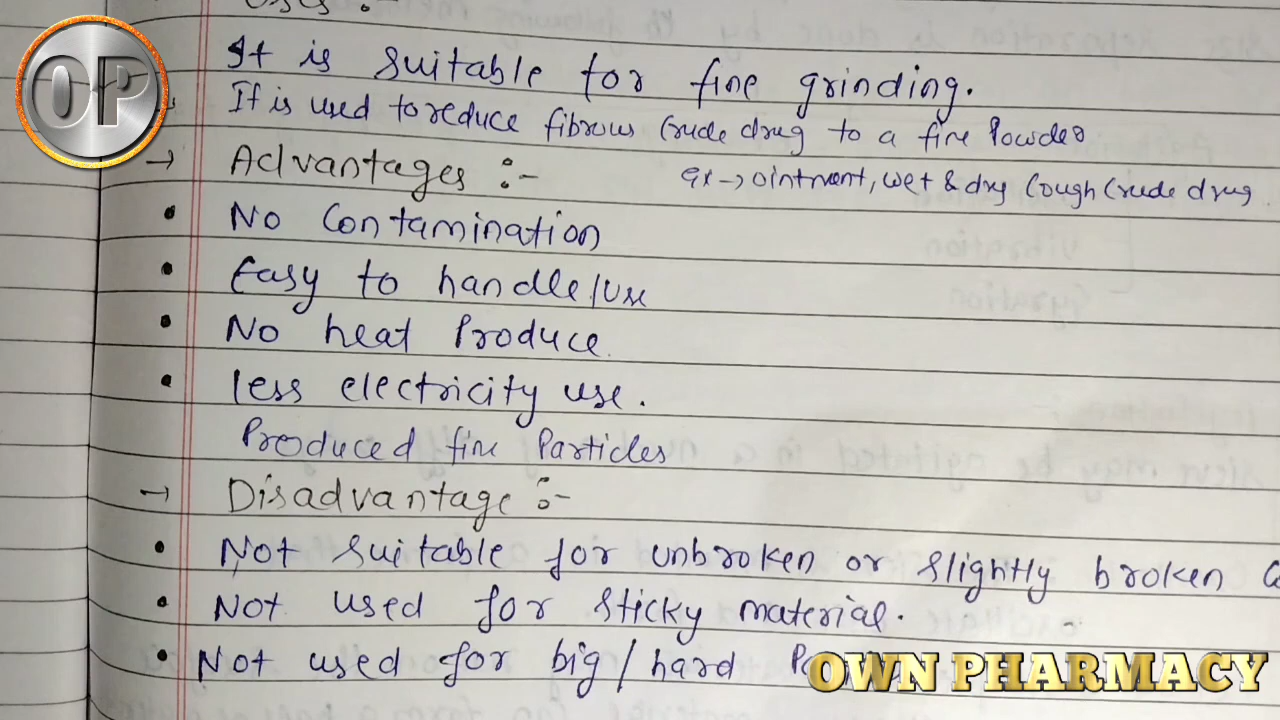 Uses :-
OP
It is suitable for fine grinding.
It is used to reduce fibrous Crude drug to a fine Powder
→ Advantages :-
ex → ointment, wet & dry Cough Crude drug
• No Contamination
• Easy to handle/use
• No heat Produce.
• less electricity use.
Produced fine Particles
→ Disadvantage :-
• Not suitable for unbroken or slightly broken
• Not used for sticky material.
• Not used for big/hard
OWN PHARMACY